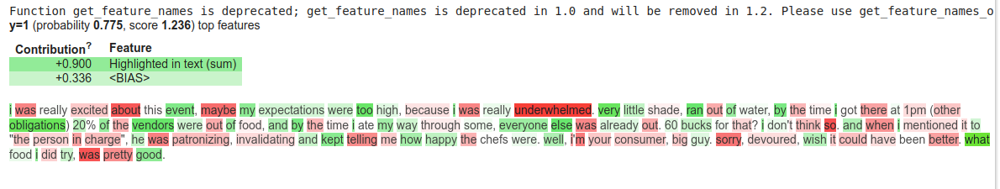 Function get_feature_names is deprecated; get_feature_names is deprecated in 1.0 and will be removed in 1.2. Please use get_feature_names_o
y=1 (probability 0.775, score 1.236) top features
Contribution? Feature
+0.900 Highlighted in text (sum)
+0.336 <BIAS>
i was really excited about this event, maybe my expectations were too high, because i was really underwhelmed. very little shade, ran out of water, by the time i got there at 1pm (other
obligations) 20% of the vendors were out of food, and by the time i ate my way through some, everyone else was already out. 60 bucks for that? i don't think so. and when i mentioned it to
"the person in charge", he was patronizing, invalidating and kept telling me how happy the chefs were. well, i'm your consumer, big guy. sorry, devoured, wish it could have been better. what
food i did try, was pretty good.